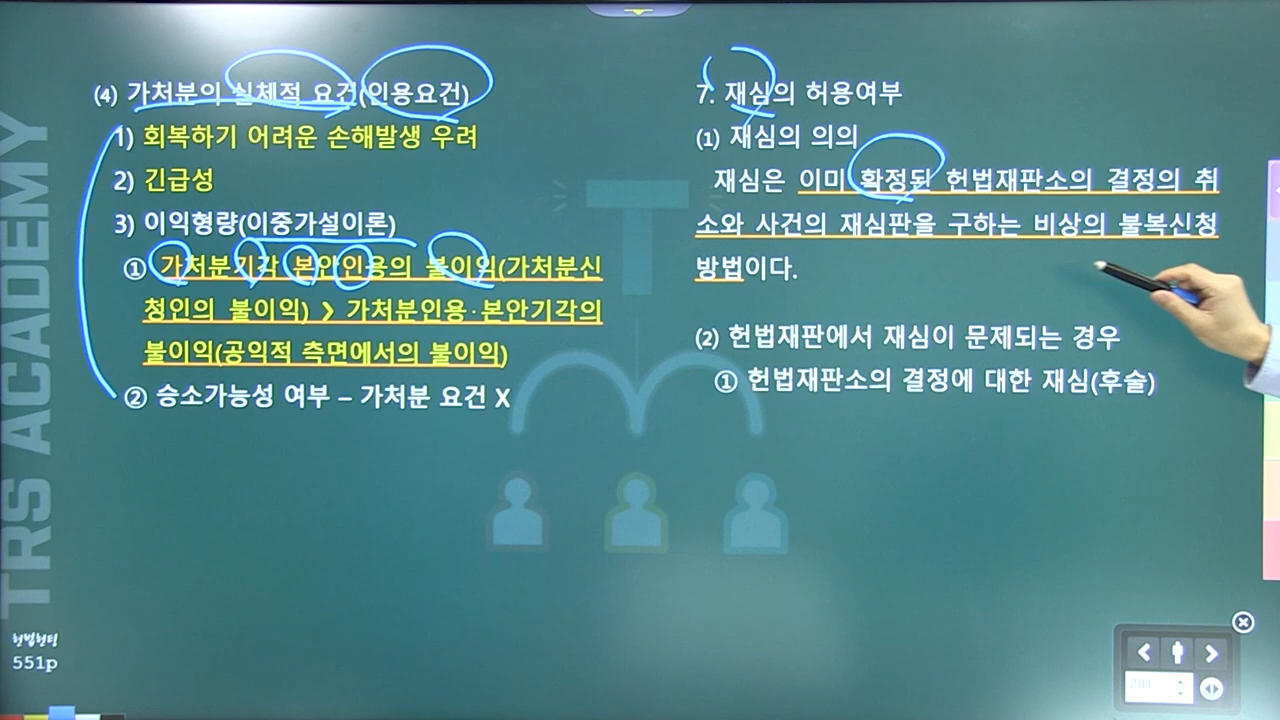 (4) 가처분의 실체적 요건(인용요건)
1) 회복하기 어려운 손해발생 우려
2) 긴급성
3) 이익형량(이중가설이론)
① 가처분기각 본안인용의 불이익(가처분신
청인의 불이익) ❯ 가처분인용·본안기각의
불이익(공익적 측면에서의 불이익)
② 승소가능성 여부 – 가처분 요건 X
7. 재심의 허용여부
(1) 재심의 의의
재심은 이미 확정된 헌법재판소의 결정의 취
소와 사건의 재심판을 구하는 비상의 불복신청
방법이다.
(2) 헌법재판에서 재심이 문제되는 경우
① 헌법재판소의 결정에 대한 재심(후술)
TRS ACADEMY
551p
281